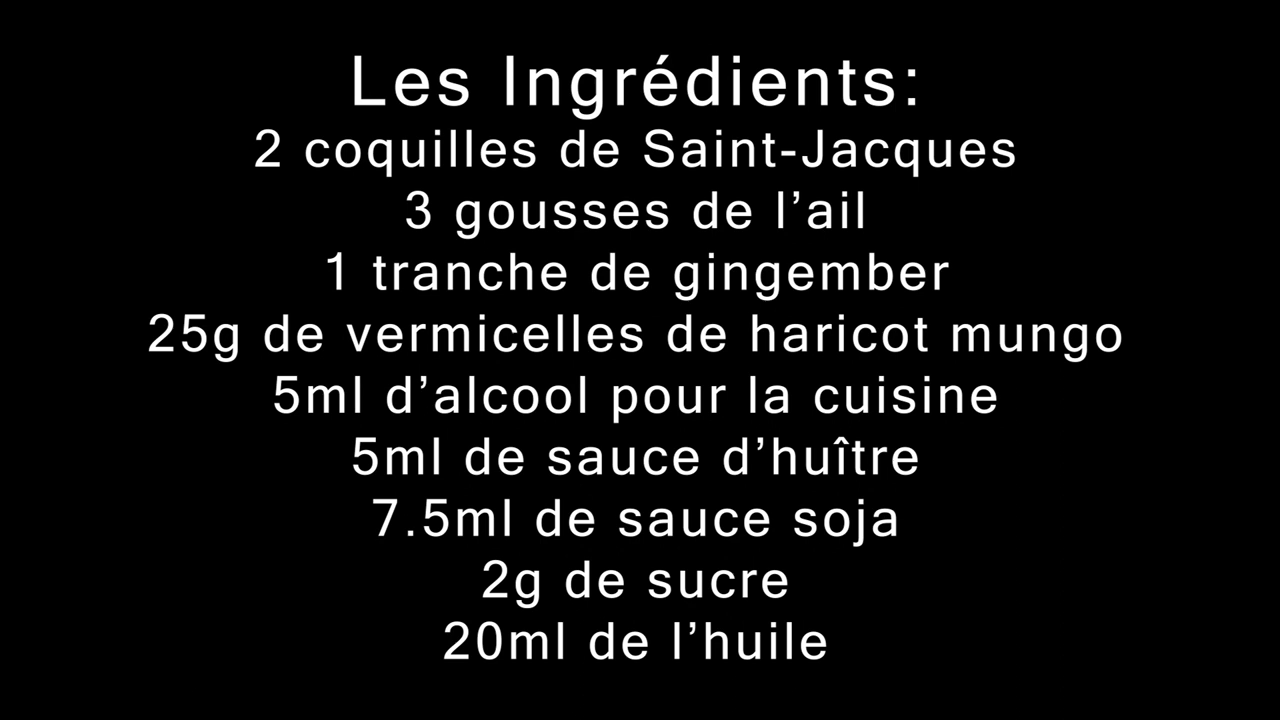 Les Ingrédients:
2 coquilles de Saint-Jacques
3 gousses de l’ail
1 tranche de gingember
25g de vermicelles de haricot mungo
5ml d’alcool pour la cuisine
5ml de sauce d’huître
7.5ml de sauce soja
2g de sucre
20ml de l’huile